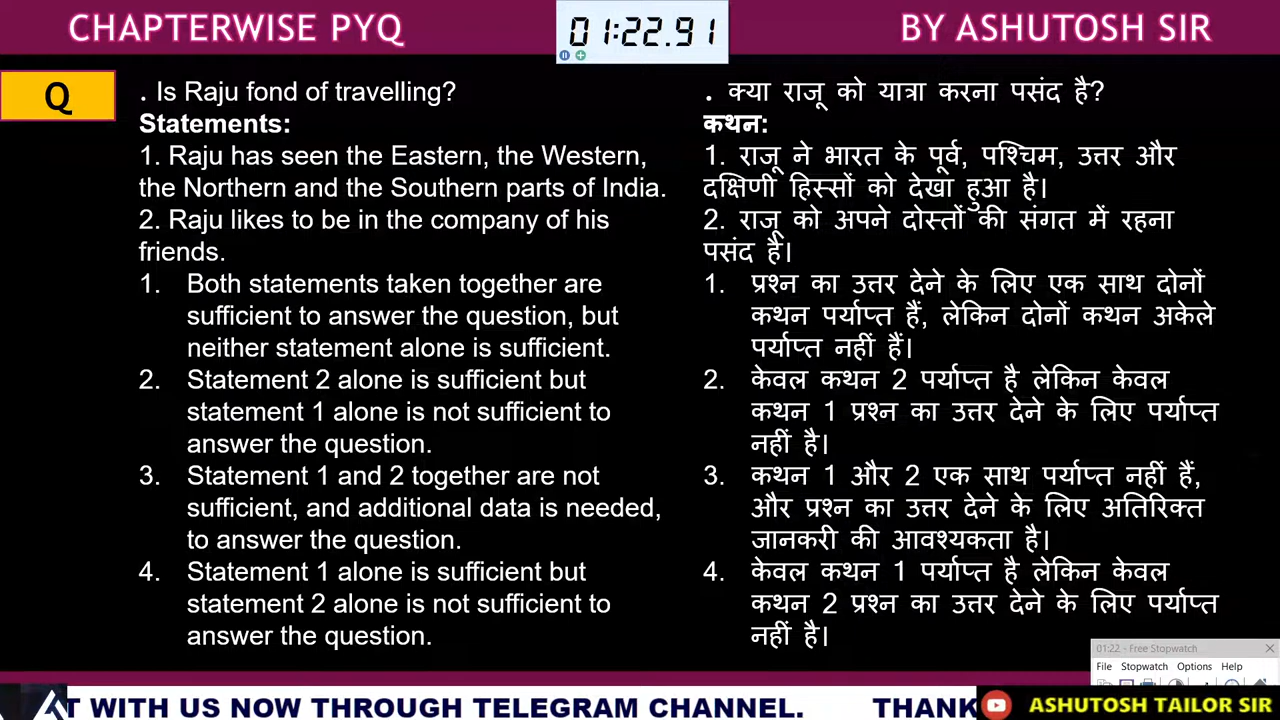 CHAPTERWISE PYQ
01:22.91
BY ASHUTOSH SIR
Q
. Is Raju fond of travelling?
Statements:
1. Raju has seen the Eastern, the Western,
the Northern and the Southern parts of India.
2. Raju likes to be in the company of his
friends.
1. Both statements taken together are
sufficient to answer the question, but
neither statement alone is sufficient.
2. Statement 2 alone is sufficient but
statement 1 alone is not sufficient to
answer the question.
3. Statement 1 and 2 together are not
sufficient, and additional data is needed,
to answer the question.
4. Statement 1 alone is sufficient but
statement 2 alone is not sufficient to
answer the question.
. क्या राजू को यात्रा करना पसंद है?
कथन:
1. राजू ने भारत के पूर्व, पश्चिम, उत्तर और
दक्षिणी हिस्सों को देखा हुआ है।
2. राजू को अपने दोस्तों की संगत में रहना
पसंद है।
1. प्रश्न का उत्तर देने के लिए एक साथ दोनों
कथन पर्याप्त हैं, लेकिन दोनों कथन अकेले
पर्याप्त नहीं हैं।
2. केवल कथन 2 पर्याप्त है लेकिन केवल
कथन 1 प्रश्न का उत्तर देने के लिए पर्याप्त
नहीं है।
3. कथन 1 और 2 एक साथ पर्याप्त नहीं हैं,
और प्रश्न का उत्तर देने के लिए अतिरिक्त
जानकरी की आवश्यकता है।
4. केवल कथन 1 पर्याप्त है लेकिन केवल
कथन 2 प्रश्न का उत्तर देने के लिए पर्याप्त
नहीं है।
01:22 - Free Stopwatch
File Stopwatch Options Help
T WITH US NOW THROUGH TELEGRAM CHANNEL. THANK
ASHUTOSH TAILOR SIR